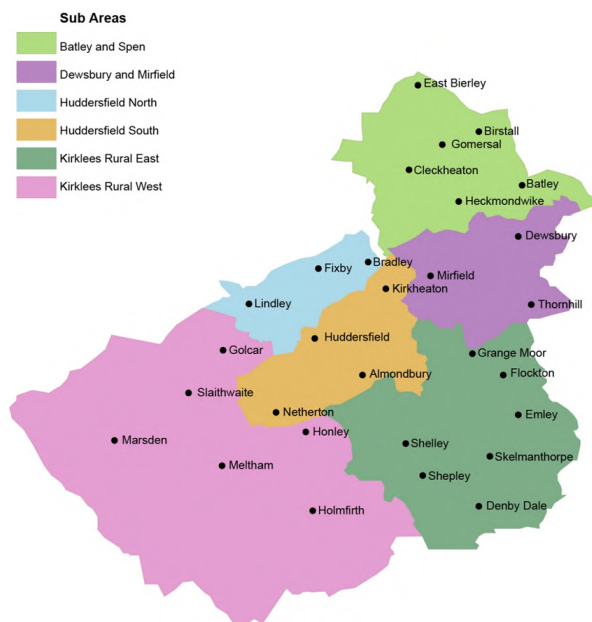 Sub Areas
Batley and Spen
Dewsbury and Mirfield
Huddersfield North
Huddersfield South
Kirklees Rural East
Kirklees Rural West
East Bierley
Birstall
Gomersal
Cleckheaton
Batley
Heckmondwike
Dewsbury
Bradley
Fixby
Mirfield
Kirkheaton
Lindley
Thornhill
Huddersfield
Golcar
Grange Moor
Almondbury
Flockton
Slaithwaite
Netherton
Emley
Honley
Marsden
Shelley
Skelmanthorpe
Meltham
Shepley
Holmfirth
Denby Dale